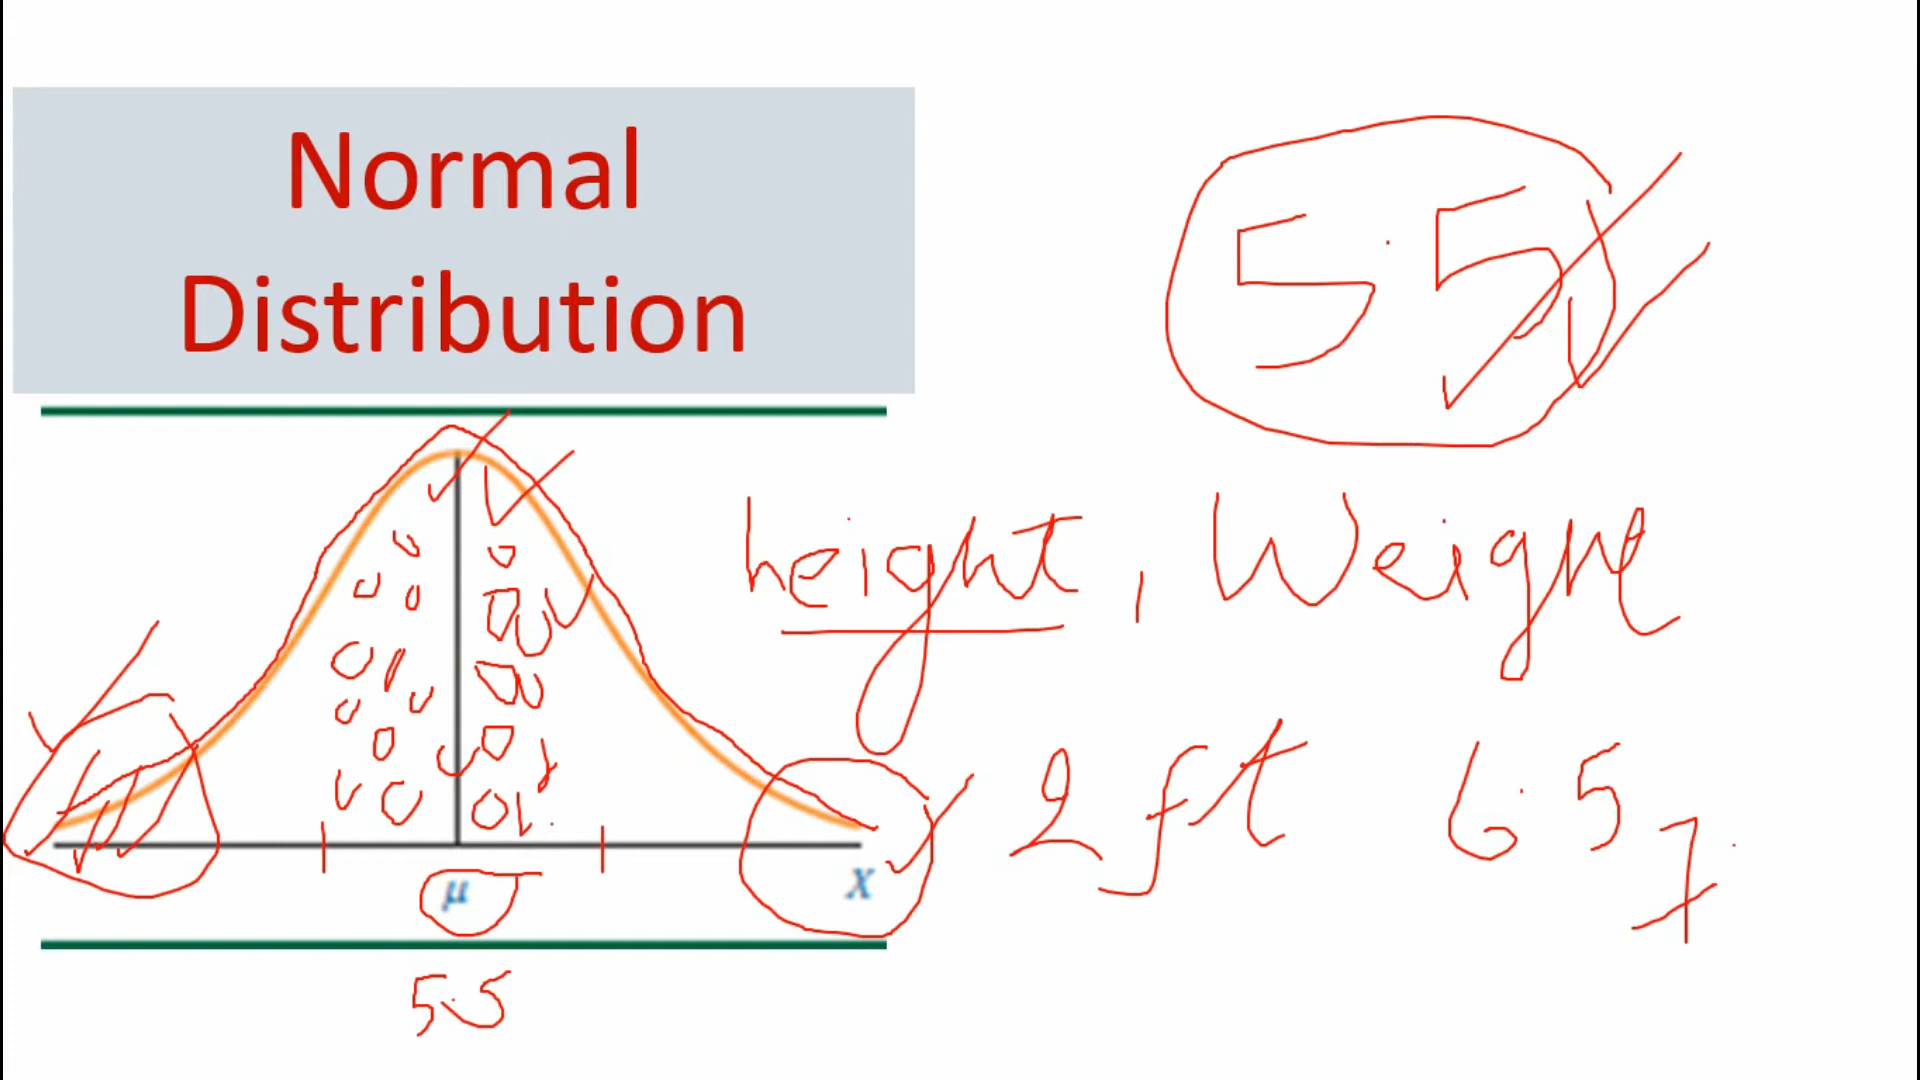 Normal
Distribution
5.5
height, Weight
2ft 6.5
7
μ
X
5.5